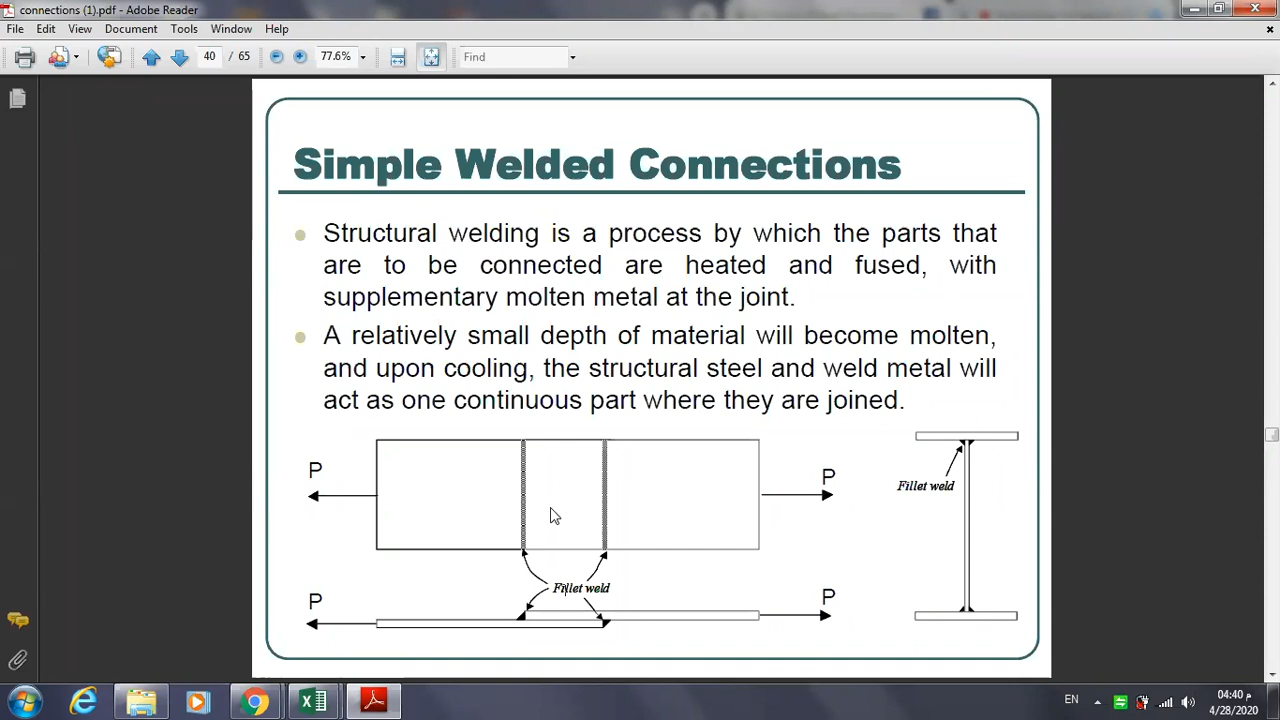 connections (1).pdf - Adobe Reader
File Edit View Document Tools Window Help
40 / 65 77.6% Find
Simple Welded Connections
Structural welding is a process by which the parts that
are to be connected are heated and fused, with
supplementary molten metal at the joint.
A relatively small depth of material will become molten,
and upon cooling, the structural steel and weld metal will
act as one continuous part where they are joined.
P
P
Fillet weld
Fillet weld
P
P
EN
04:40 م
4/28/2020